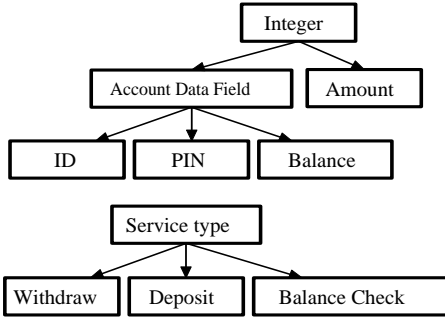 Integer
Account Data Field
Amount
ID
PIN
Balance
Service type
Withdraw
Deposit
Balance Check